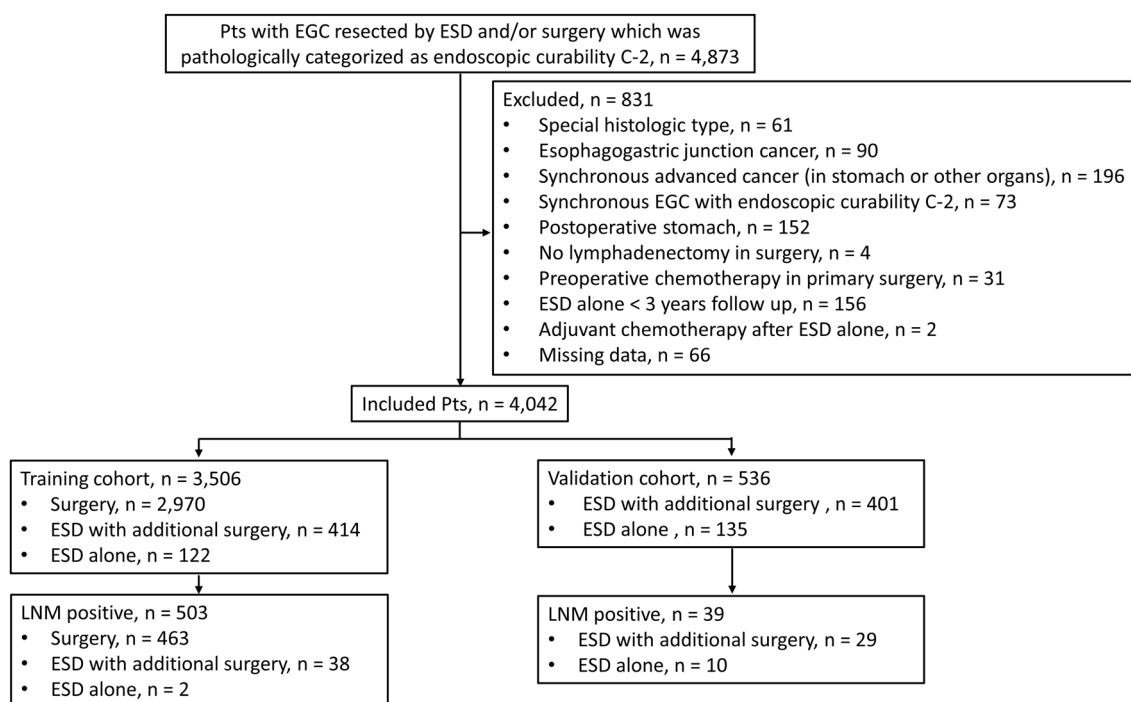 Pts with EGC resected by ESD and/or surgery which was
pathologically categorized as endoscopic curability C-2, n = 4,873
Excluded, n = 831
• Special histologic type, n = 61
• Esophagogastric junction cancer, n = 90
• Synchronous advanced cancer (in stomach or other organs), n = 196
• Synchronous EGC with endoscopic curability C-2, n = 73
• Postoperative stomach, n = 152
• No lymphadenectomy in surgery, n = 4
• Preoperative chemotherapy in primary surgery, n = 31
• ESD alone < 3 years follow up, n = 156
• Adjuvant chemotherapy after ESD alone, n = 2
• Missing data, n = 66
Included Pts, n = 4,042
Training cohort, n = 3,506
• Surgery, n = 2,970
• ESD with additional surgery, n = 414
• ESD alone, n = 122
Validation cohort, n = 536
• ESD with additional surgery , n = 401
• ESD alone , n = 135
LNM positive, n = 503
• Surgery, n = 463
• ESD with additional surgery, n = 38
• ESD alone, n = 2
LNM positive, n = 39
• ESD with additional surgery, n = 29
• ESD alone, n = 10